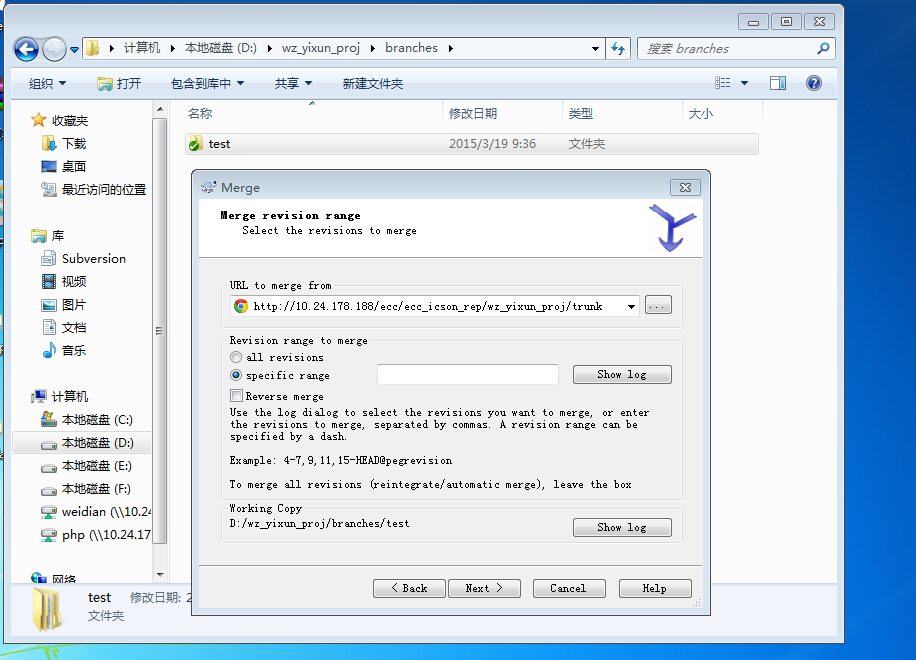 计算机 本地磁盘 (D:) wz_yixun_proj branches
搜索 branches
组织 打开 包含到库中 共享 新建文件夹
名称 修改日期 类型 大小
test 2015/3/19 9:36 文件夹
收藏夹
下载
桌面
最近访问的位置
库
Subversion
视频
图片
文档
音乐
计算机
本地磁盘 (C:)
本地磁盘 (D:)
本地磁盘 (E:)
本地磁盘 (F:)
weidian (\\10.24
php (\\10.24.17
网络
Merge
Merge revision range
Select the revisions to merge
URL to merge from
http://10.24.178.188/ecc/ecc_icson_rep/wz_yixun_proj/trunk
...
Revision range to merge
all revisions
specific range
Show log
Reverse merge
Use the log dialog to select the revisions you want to merge, or enter
the revisions to merge, separated by commas. A revision range can be
specified by a dash.
Example: 4-7,9,11,15-HEAD@pegrevision
To merge all revisions (reintegrate/automatic merge), leave the box
Working Copy
D:/wz_yixun_proj/branches/test
Show log
< Back Next > Cancel Help
test 修改日期: 2
文件夹